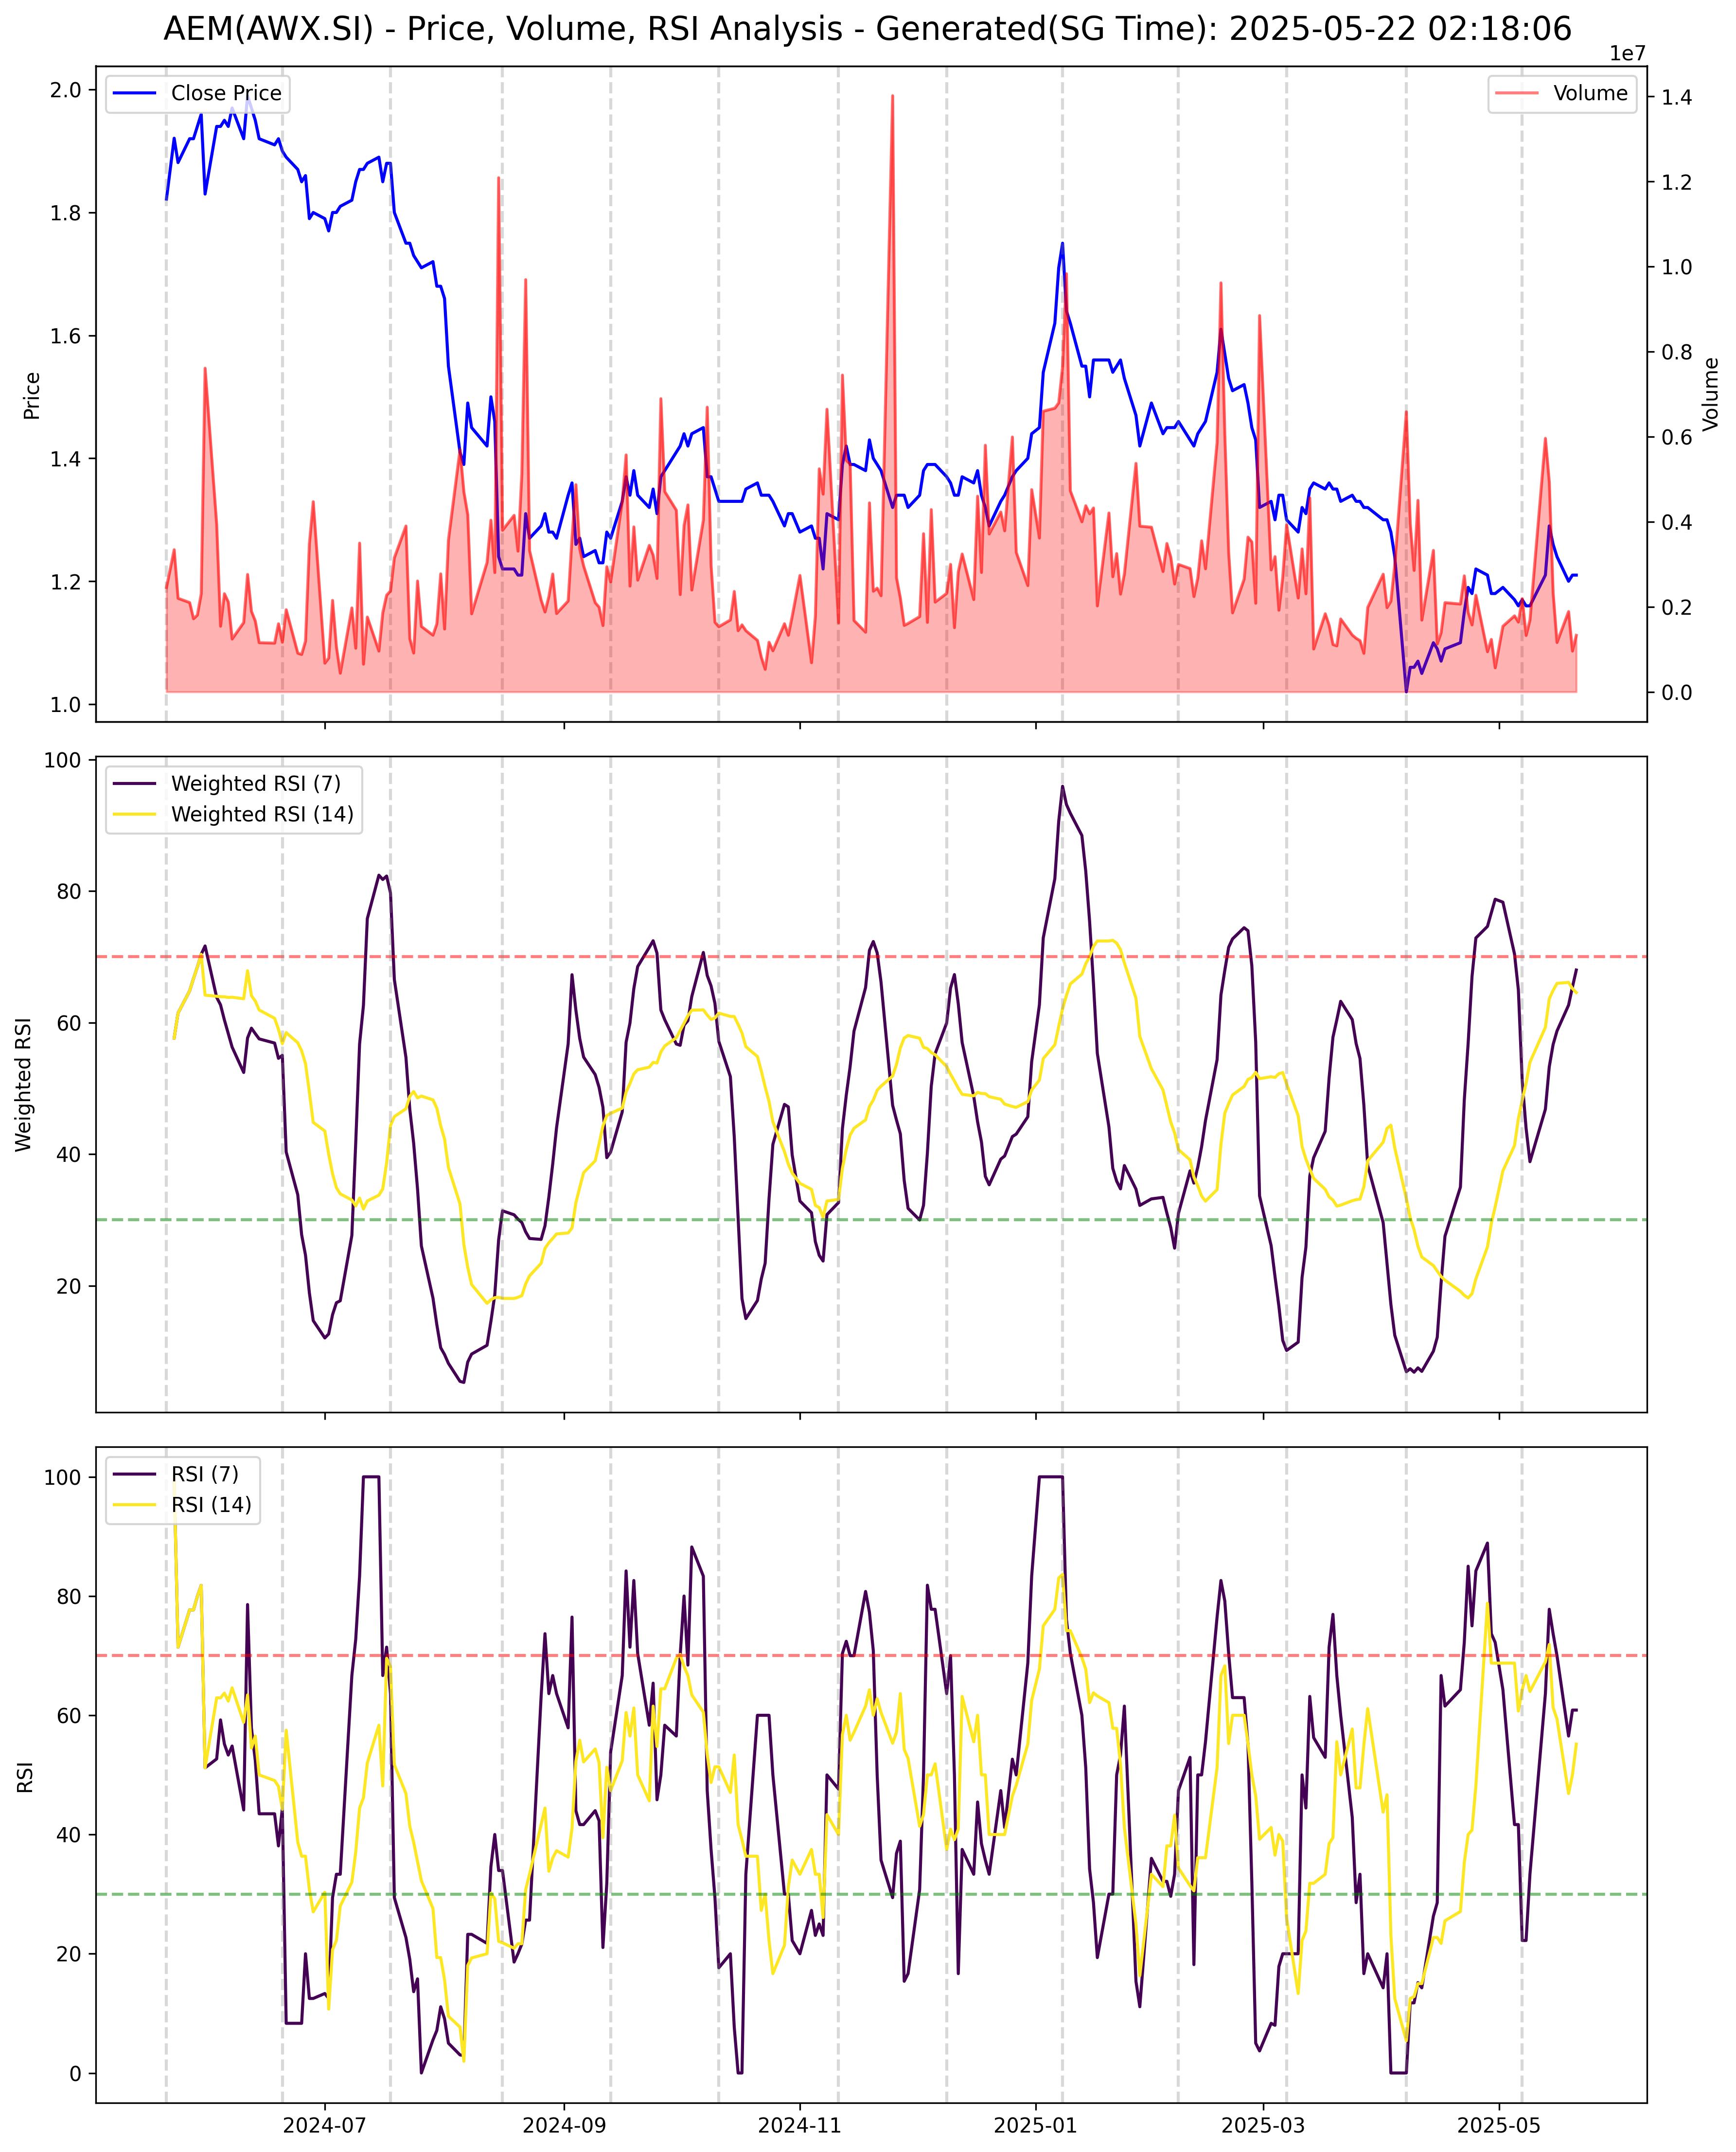 AEM(AWX.SI) - Price, Volume, RSI Analysis - Generated(SG Time): 2025-05-22 02:18:06
1e7
Close Price
Volume
2.0
1.8
1.6
1.4
1.2
1.0
Price
1.4
1.2
1.0
0.8
0.6
0.4
0.2
0.0
Volume
Weighted RSI (7)
Weighted RSI (14)
100
80
60
40
20
Weighted RSI
RSI (7)
RSI (14)
100
80
60
40
20
0
RSI
2024-07
2024-09
2024-11
2025-01
2025-03
2025-05